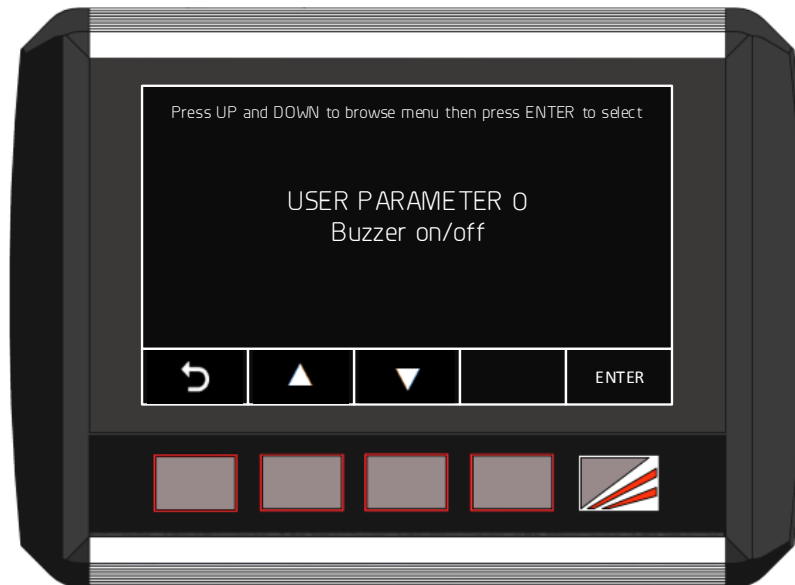 Press UP and DOWN to browse menu then press ENTER to select
USER PARAMETER 0
Buzzer on/off
ENTER